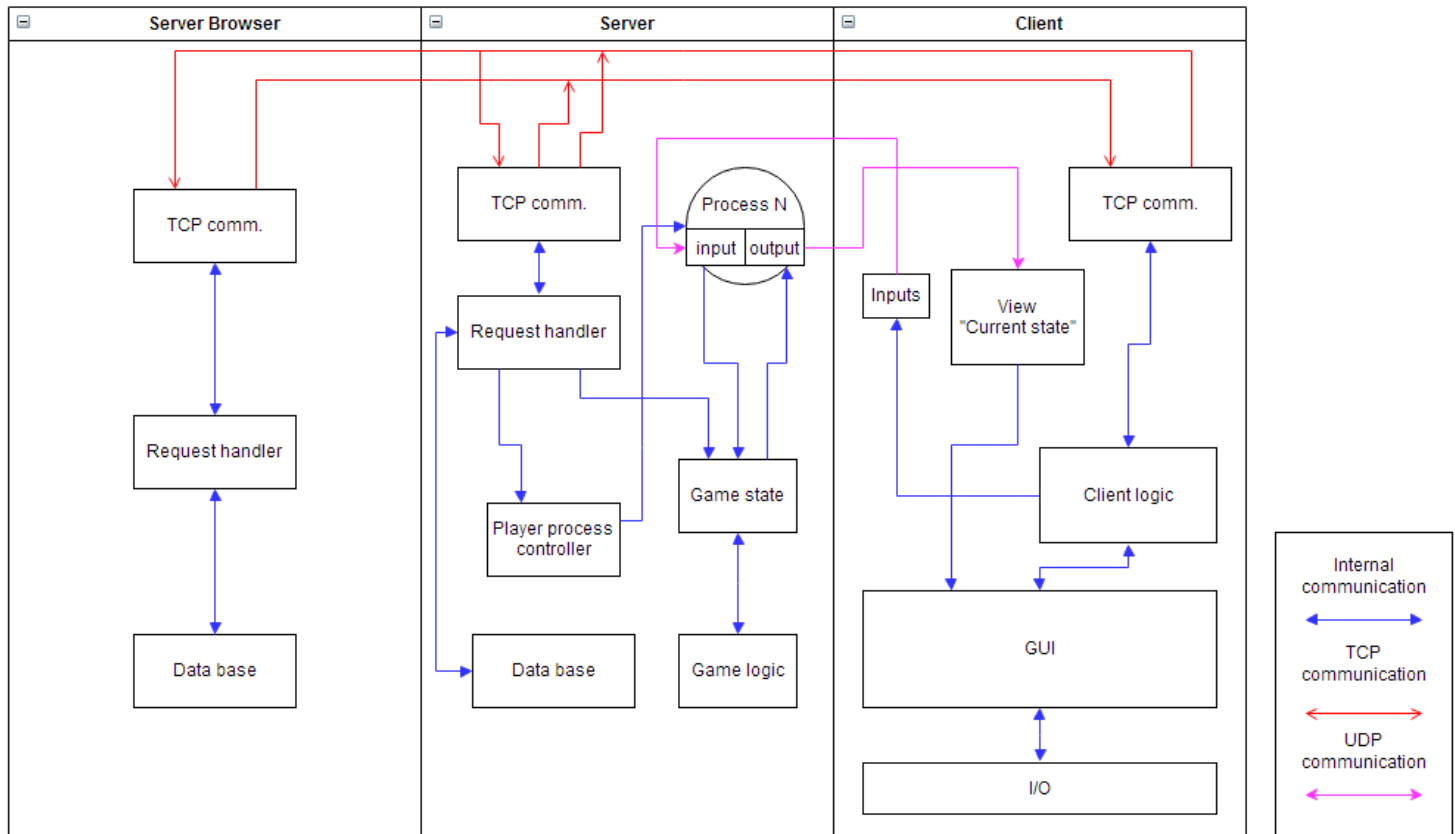 Server Browser
Server
Client
TCP comm.
Request handler
Data base
TCP comm.
Request handler
Player process
controller
Data base
Process N
input
output
Game state
Game logic
TCP comm.
Inputs
View
"Current state"
Client logic
GUI
I/O
Internal
communication
TCP
communication
UDP
communication